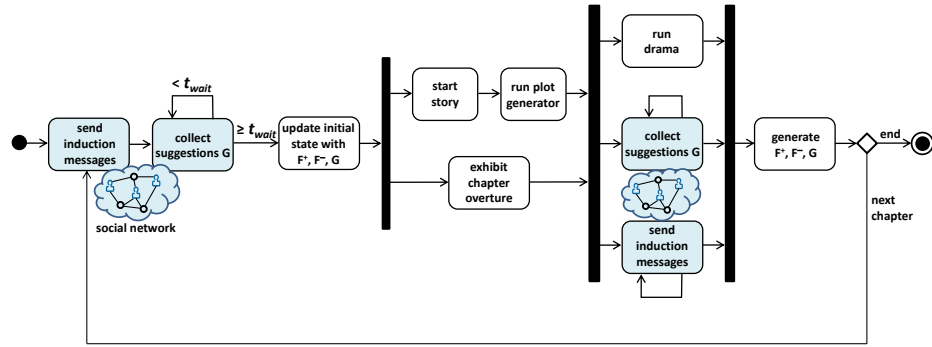 send
induction
messages
< t_wait
collect
suggestions G
≥ t_wait
social network
update initial
state with
F⁺, F⁻, G
start
story
run plot
generator
exhibit
chapter
overture
run
drama
collect
suggestions G
send
induction
messages
generate
F⁺, F⁻, G
end
next
chapter